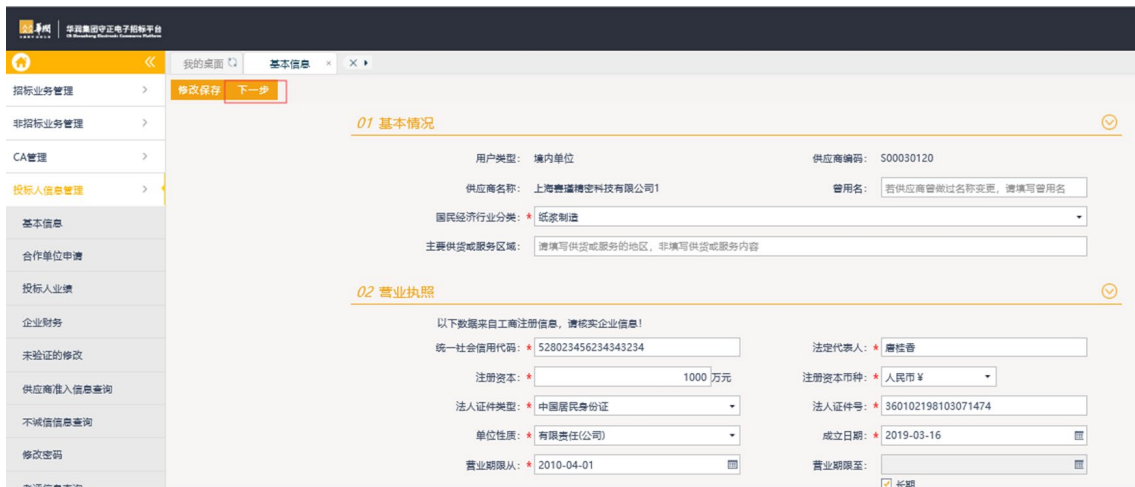 华润 华润集团守正电子招标平台
我的桌面 基本信息 × ×
招标业务管理
修改保存 下一步
非招标业务管理
CA管理
投标人信息管理
基本信息
合作单位申请
投标人业绩
企业财务
未验证的修改
供应商准入信息查询
不诚信信息查询
修改密码
01 基本情况
用户类型： 境内单位 供应商编码： S00030120
供应商名称： 上海赛谨精密科技有限公司1 曾用名： 若供应商曾做过名称变更，请填写曾用名
国民经济行业分类：* 纸浆制造
主要供货或服务区域： 请填写供货或服务的地区，非填写供货或服务内容
02 营业执照
以下数据来自工商注册信息，请核实企业信息！
统一社会信用代码：* 528023456234343234 法定代表人：* 唐桂香
注册资本：* 1000 万元 注册资本币种：* 人民币￥
法人证件类型：* 中国居民身份证 法人证件号：* 360102198103071474
单位性质：* 有限责任(公司) 成立日期：* 2019-03-16
营业期限从：* 2010-04-01 营业期限至：
长期